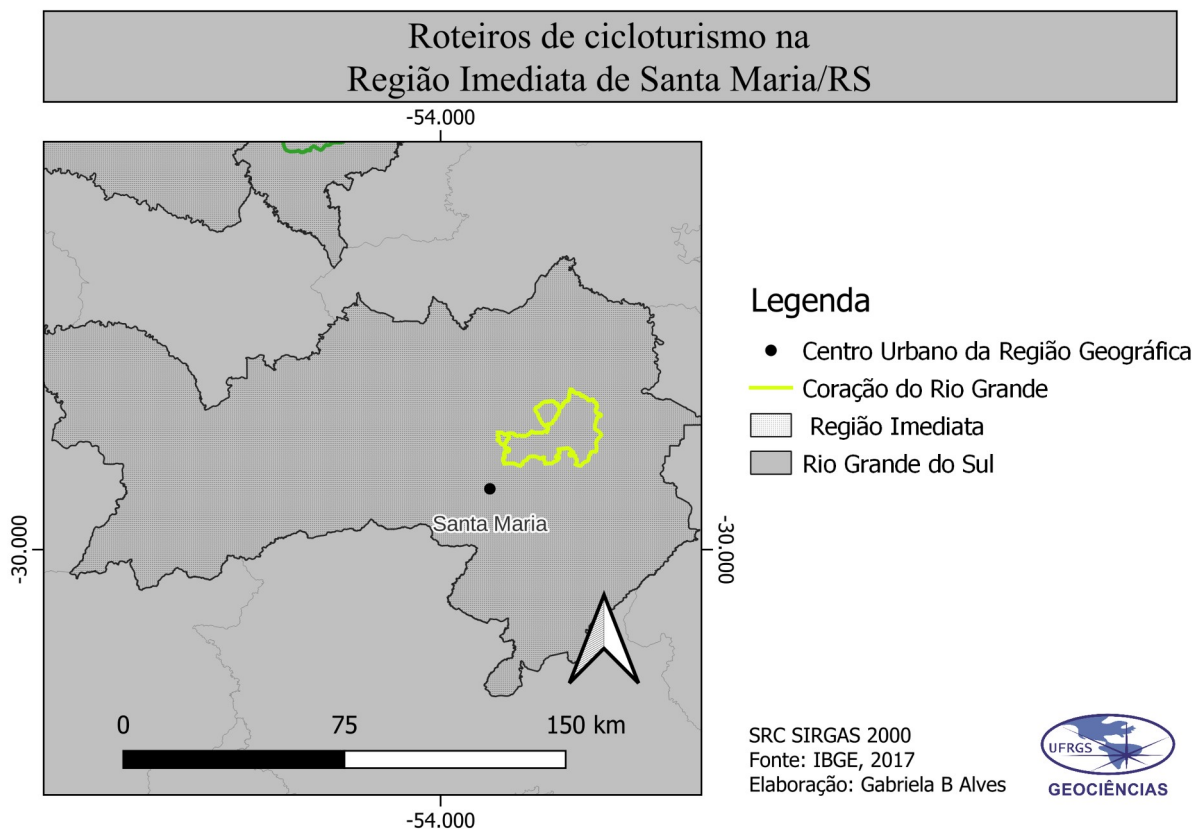 Roteiros de cicloturismo na
Região Imediata de Santa Maria/RS
-54.000
-30.000
Santa Maria
-30.000
0 75 150 km
-54.000
Legenda
Centro Urbano da Região Geográfica
Coração do Rio Grande
Região Imediata
Rio Grande do Sul
SRC SIRGAS 2000
Fonte: IBGE, 2017
Elaboração: Gabriela B Alves
UFRGS
GEOCIÊNCIAS